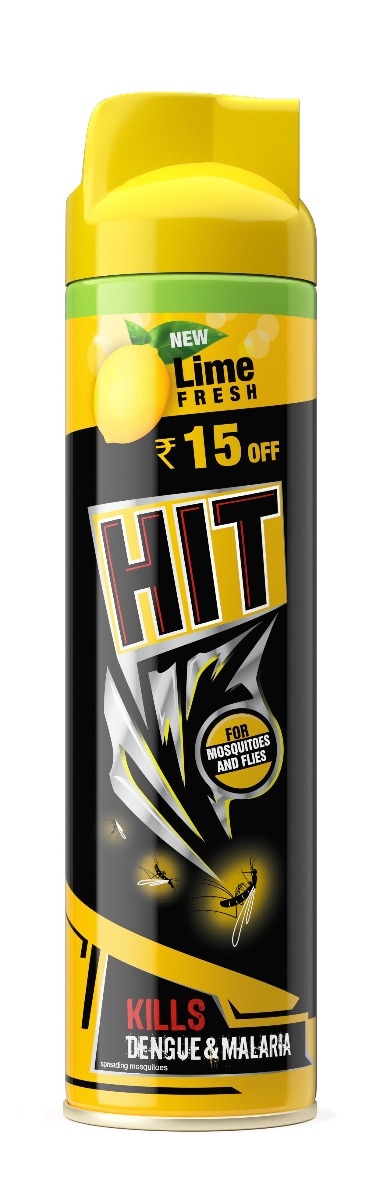 NEW
Lime
FRESH
₹ 15 OFF
HIT
FOR
MOSQUITOES
AND FLIES
KILLS
DENGUE & MALARIA
spreading mosquitoes